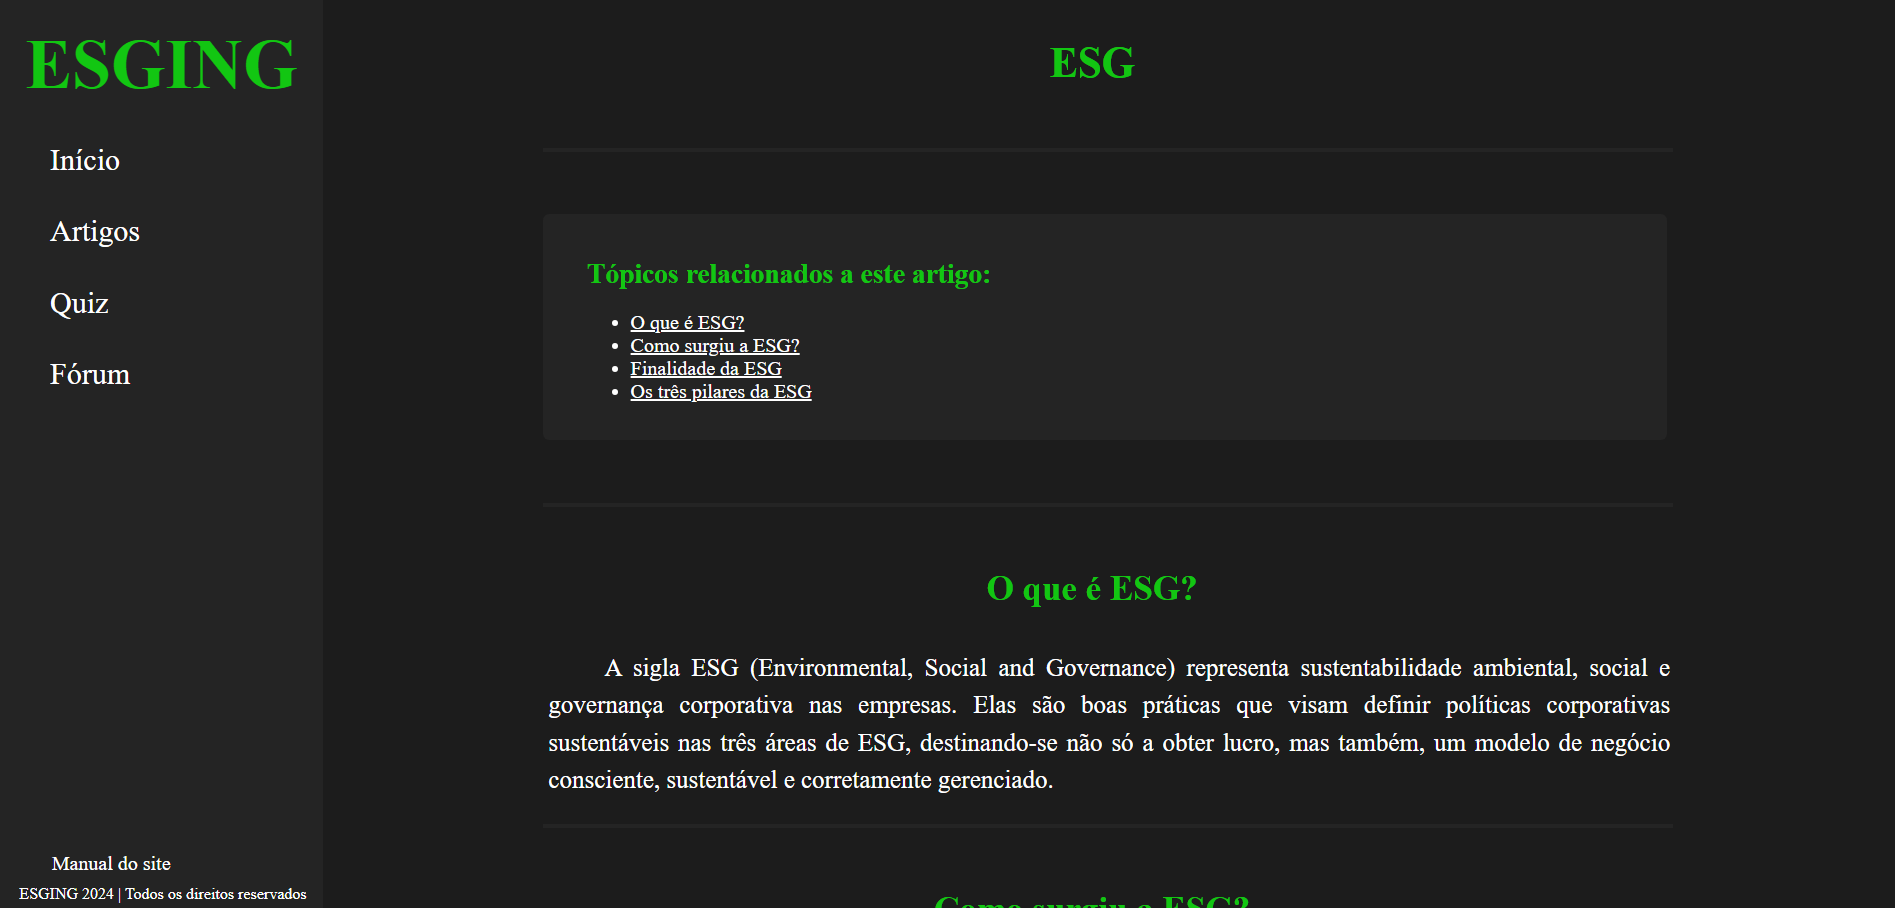 ESGING
Início
Artigos
Quiz
Fórum
Manual do site
ESGING 2024 | Todos os direitos reservados
ESG
Tópicos relacionados a este artigo:
O que é ESG?
Como surgiu a ESG?
Finalidade da ESG
Os três pilares da ESG
O que é ESG?
A sigla ESG (Environmental, Social and Governance) representa sustentabilidade ambiental, social e
governança corporativa nas empresas. Elas são boas práticas que visam definir políticas corporativas
sustentáveis nas três áreas de ESG, destinando-se não só a obter lucro, mas também, um modelo de negócio
consciente, sustentável e corretamente gerenciado.
Como surgiu a ESG?